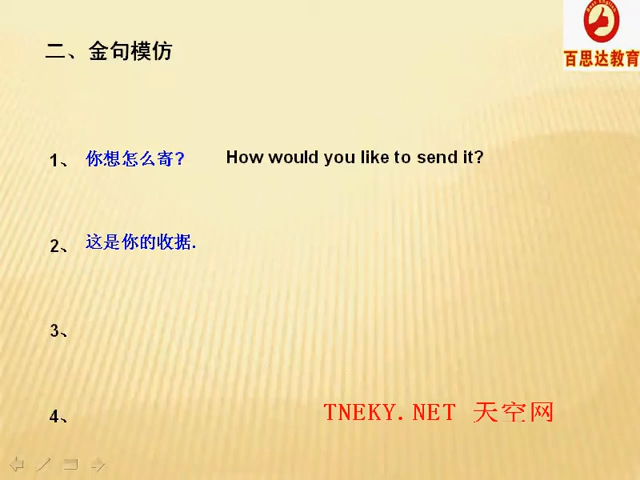 百思达教育
二、金句模仿
1、 你想怎么寄? How would you like to send it?
2、 这是你的收据.
3、
4、
TNEKY.NET 天空网